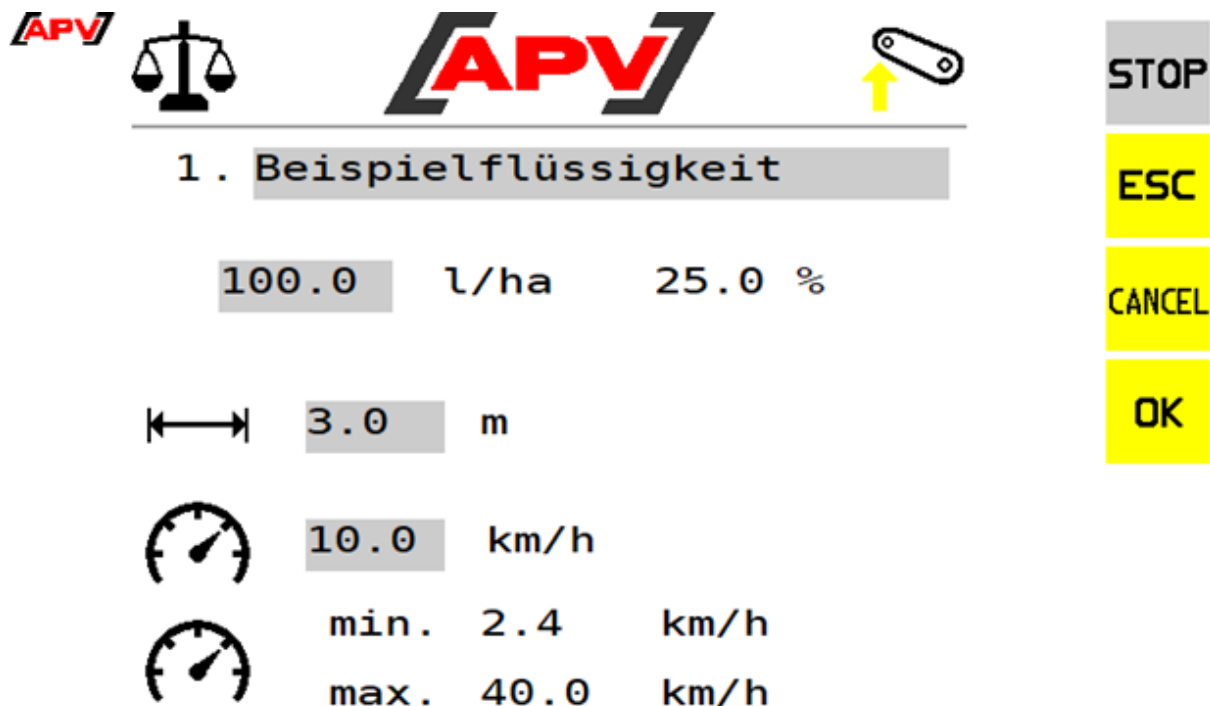 APV
APV
STOP
1. Beispielflüssigkeit
ESC
100.0 l/ha 25.0 %
CANCEL
3.0 m
OK
10.0 km/h
min. 2.4 km/h
max. 40.0 km/h